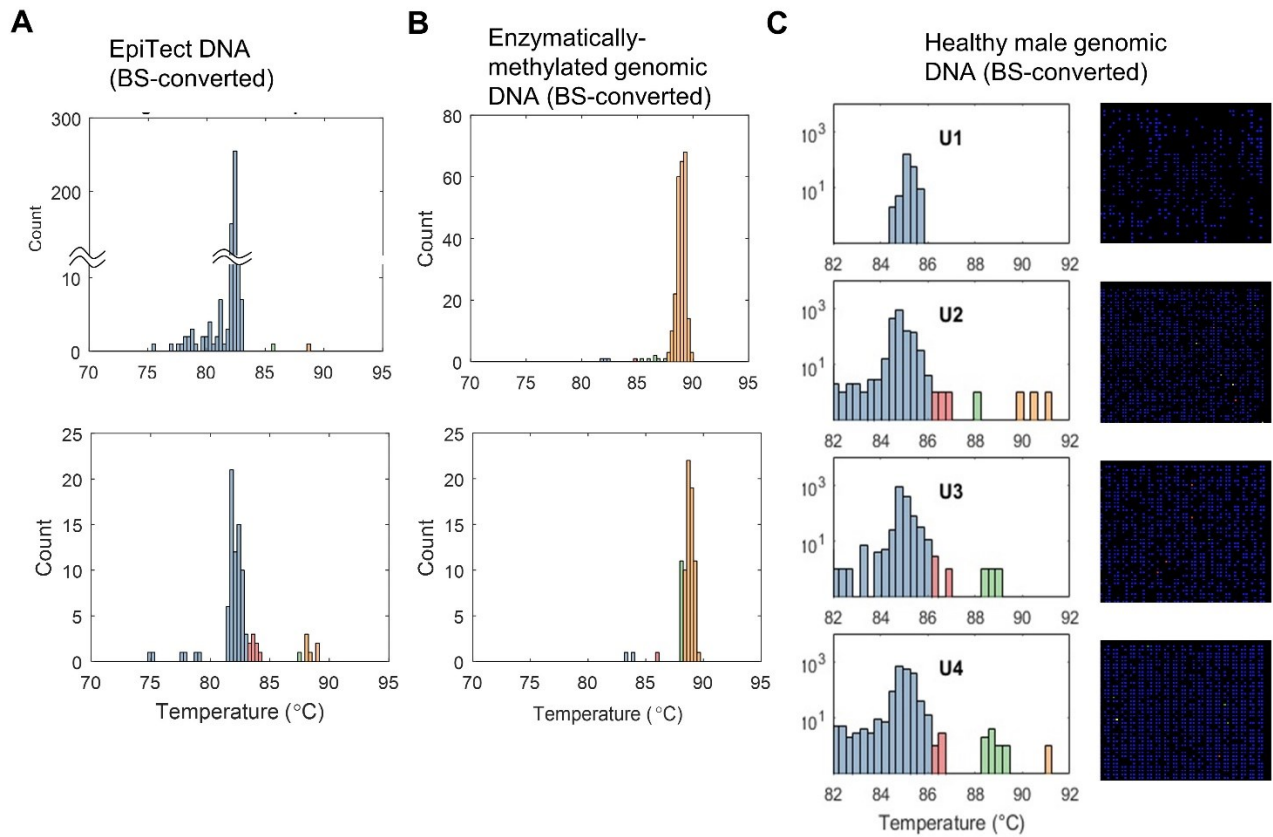 A
EpiTect DNA
(BS-converted)
300
200
10
0
Count
70 75 80 85 90 95
25
20
15
10
5
0
Count
70 75 80 85 90 95
Temperature (°C)
B
Enzymatically-
methylated genomic
DNA (BS-converted)
80
60
40
20
0
Count
70 75 80 85 90 95
25
20
15
10
5
0
Count
70 75 80 85 90 95
Temperature (°C)
C
Healthy male genomic
DNA (BS-converted)
U1
10³
10¹
82 84 86 88 90 92
U2
10³
10¹
82 84 86 88 90 92
U3
10³
10¹
82 84 86 88 90 92
U4
10³
10¹
82 84 86 88 90 92
Temperature (°C)